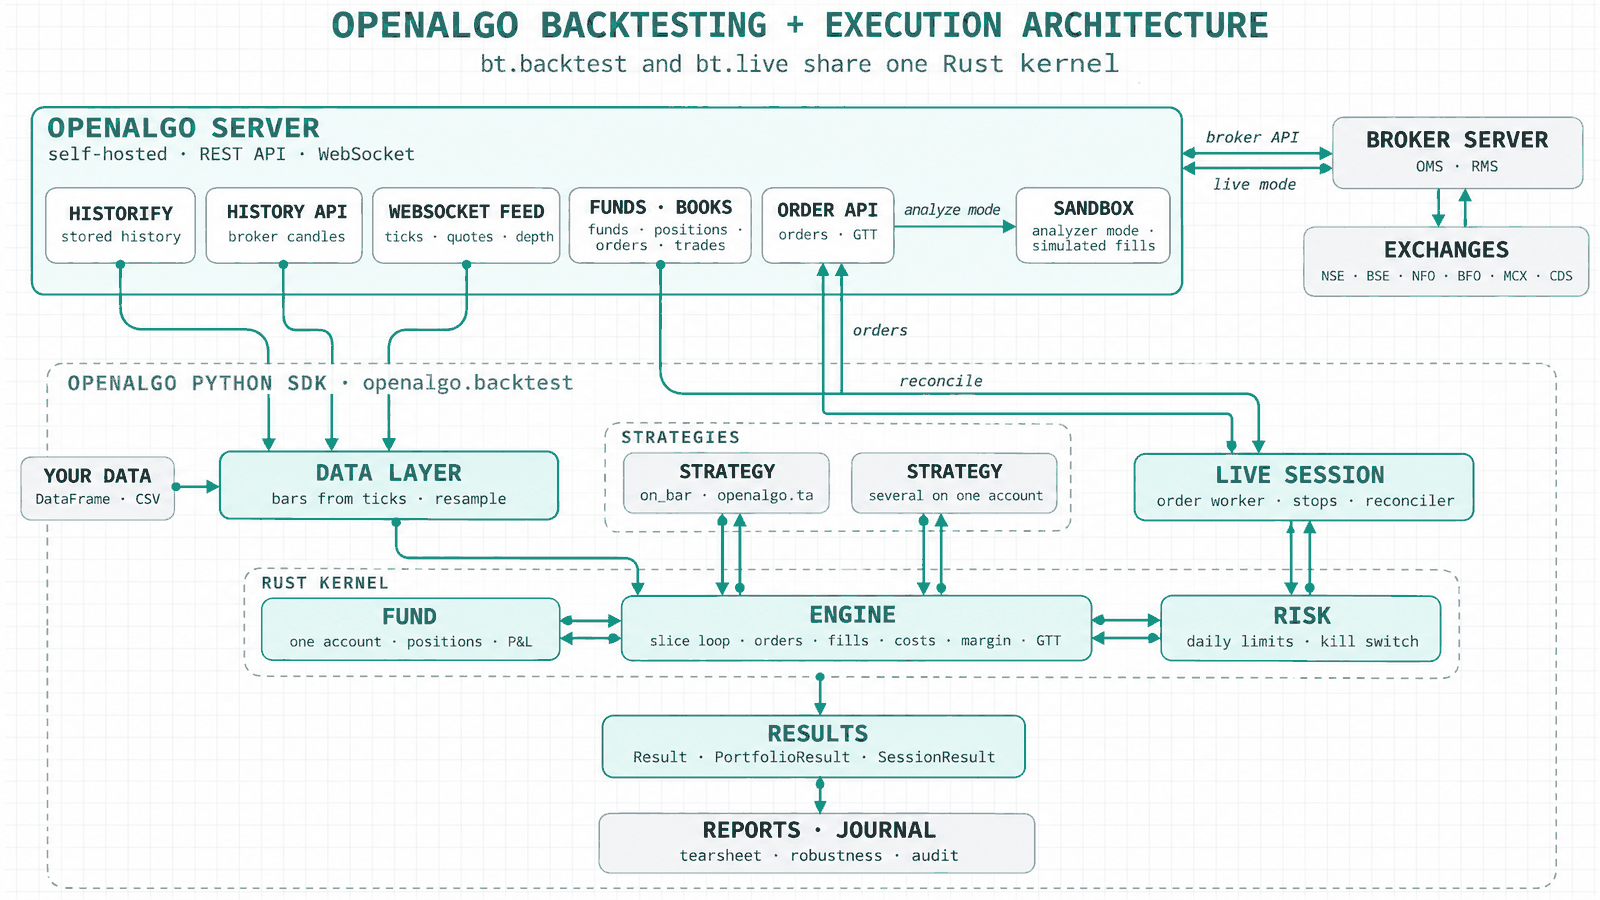 OPENALGO BACKTESTING + EXECUTION ARCHITECTURE
bt.backtest and bt.live share one Rust kernel
OPENALGO SERVER
self-hosted · REST API · WebSocket
HISTORIFY
stored history
HISTORY API
broker candles
WEBSOCKET FEED
ticks · quotes · depth
FUNDS · BOOKS
funds · positions ·
orders · trades
ORDER API
orders · GTT
analyze mode
SANDBOX
analyzer mode ·
simulated fills
broker API
live mode
BROKER SERVER
OMS · RMS
EXCHANGES
NSE · BSE · NFO · BFO · MCX · CDS
orders
reconcile
OPENALGO PYTHON SDK · openalgo.backtest
YOUR DATA
DataFrame · CSV
DATA LAYER
bars from ticks · resample
STRATEGIES
STRATEGY
on_bar · openalgo.ta
STRATEGY
several on one account
LIVE SESSION
order worker · stops · reconciler
RUST KERNEL
FUND
one account · positions · P&L
ENGINE
slice loop · orders · fills · costs · margin · GTT
RISK
daily limits · kill switch
RESULTS
Result · PortfolioResult · SessionResult
REPORTS · JOURNAL
tearsheet · robustness · audit